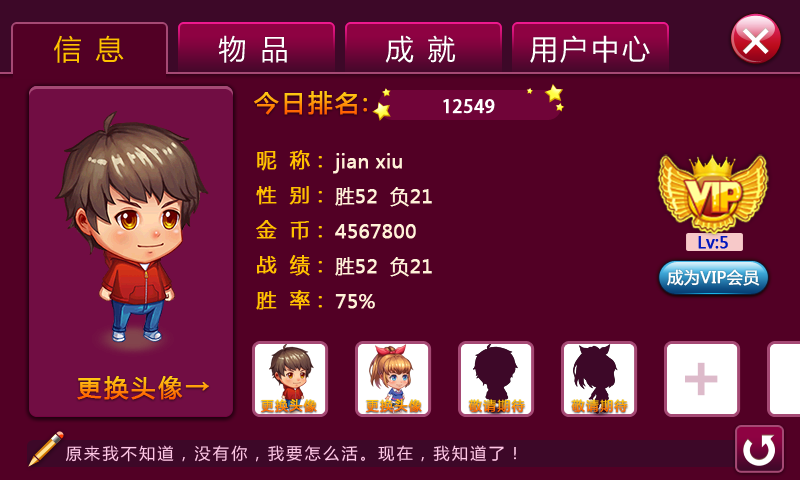 信息
物品
成就
用户中心
今日排名:
12549
昵 称： jian xiu
性 别： 胜52 负21
金 币： 4567800
战 绩： 胜52 负21
胜 率： 75%
VIP
Lv:5
成为VIP会员
更换头像→
更换头像
更换头像
敬请期待
敬请期待
原来我不知道，没有你，我要怎么活。现在，我知道了！